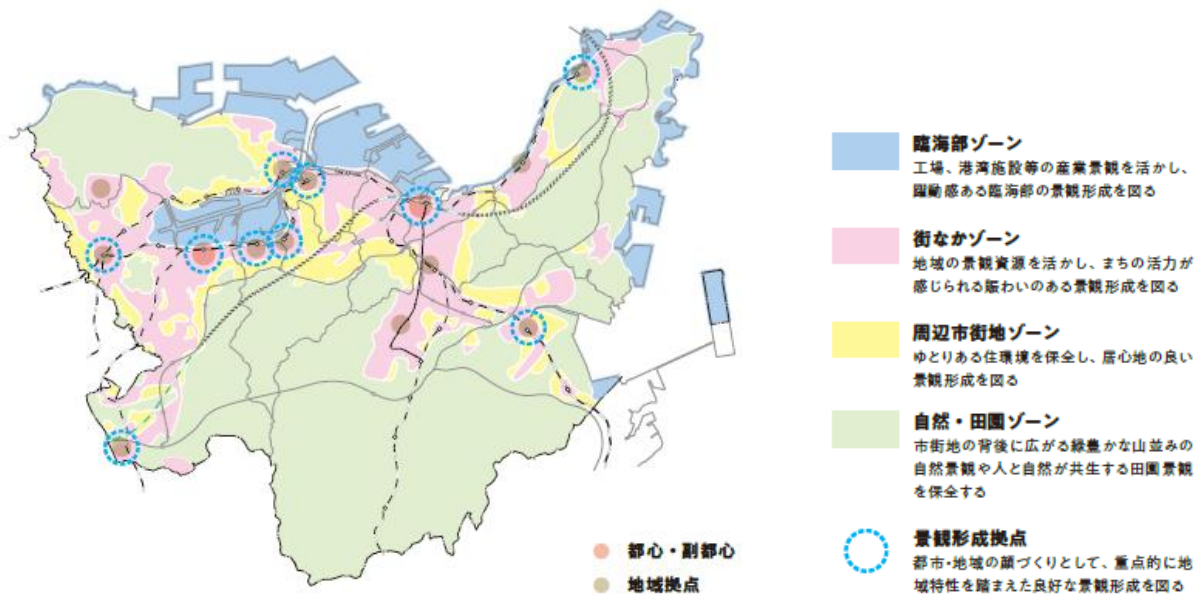 臨海部ゾーン
工場、港湾施設等の産業景観を活かし、
躍動感ある臨海部の景観形成を図る
街なかゾーン
地域の景観資源を活かし、まちの活力が
感じられる賑わいのある景観形成を図る
周辺市街地ゾーン
ゆとりある住環境を保全し、居心地の良い
景観形成を図る
自然・田園ゾーン
市街地の背後に広がる緑豊かな山並みの
自然景観や人と自然が共生する田園景観
を保全する
景観形成拠点
都市・地域の顔づくりとして、重点的に地
域特性を踏まえた良好な景観形成を図る
都心・副都心
地域拠点